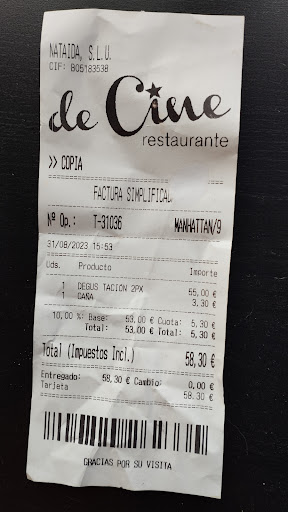 NATAIDA, S.L.U.
CIF: B05183538
de Cine
restaurante
>> COPIA
FACTURA SIMPLIFICAD
Nº Op.: T-31036 MANHATTAN/9
31/08/2023 15:53
Uds. Producto Importe
1 DEGUS TACION 2PX 55,00 €
1 CAÑA 3,30 €
10,00 %: Base: 53,00 € Cuota: 5,30 €
Total: 53,00 € Total: 5,30 €
Total (Impuestos Incl.) 58,30 €
Entregado: 58,30 € Cambio: 0,00 €
Tarjeta 58,30 €
GRACIAS POR SU VISITA